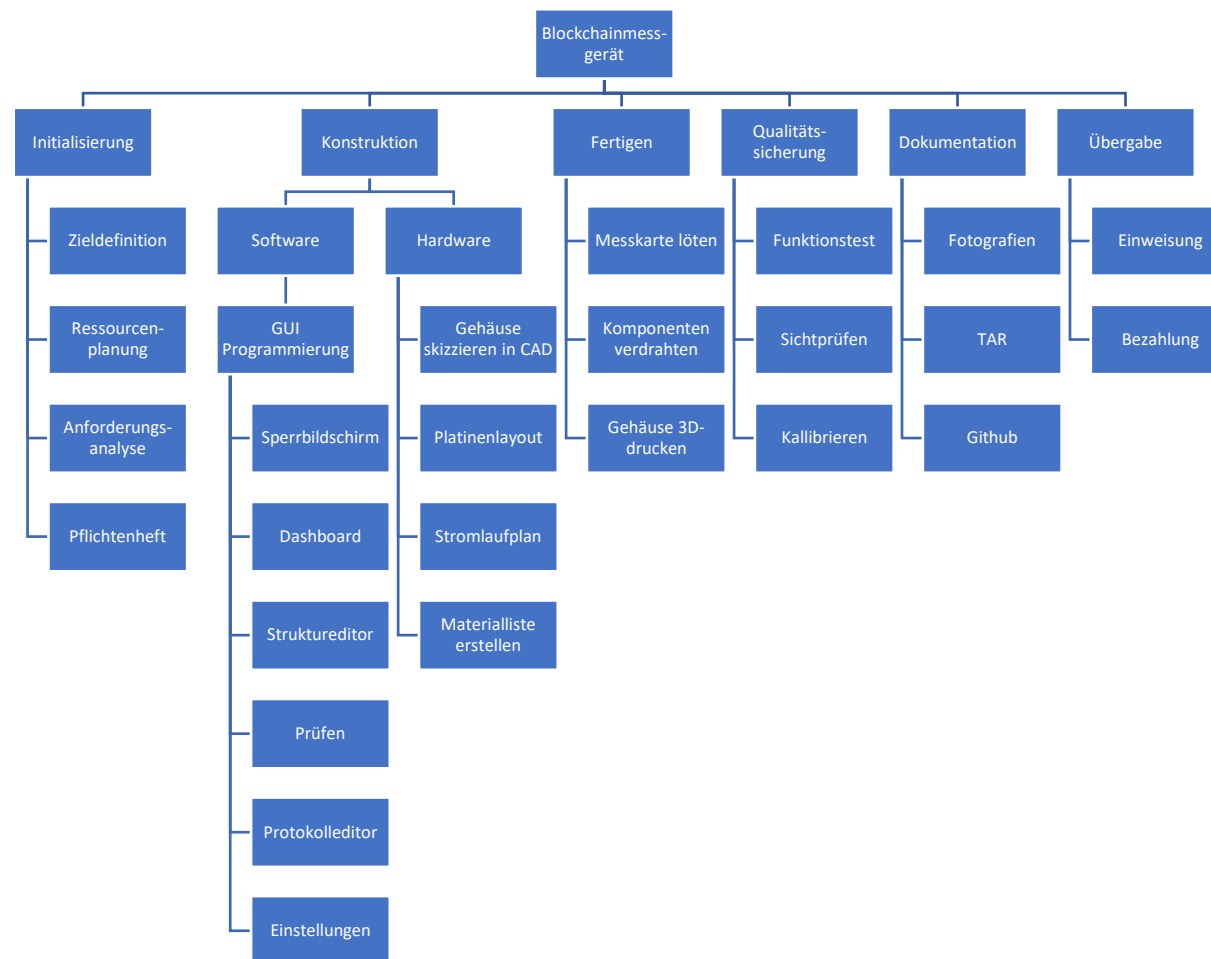 Blockchainmess-
gerät
Initialisierung
Konstruktion
Fertigen
Qualitäts-
sicherung
Dokumentation
Übergabe
Zieldefinition
Ressourcen-
planung
Anforderungs-
analyse
Pflichtenheft
Software
GUI
Programmierung
Sperrbildschirm
Dashboard
Struktureditor
Prüfen
Protokolleditor
Einstellungen
Hardware
Gehäuse
skizzieren in CAD
Platinenlayout
Stromlaufplan
Materialliste
erstellen
Messkarte löten
Komponenten
verdrahten
Gehäuse 3D-
drucken
Funktionstest
Sichtprüfen
Kallibrieren
Fotografien
TAR
Github
Einweisung
Bezahlung